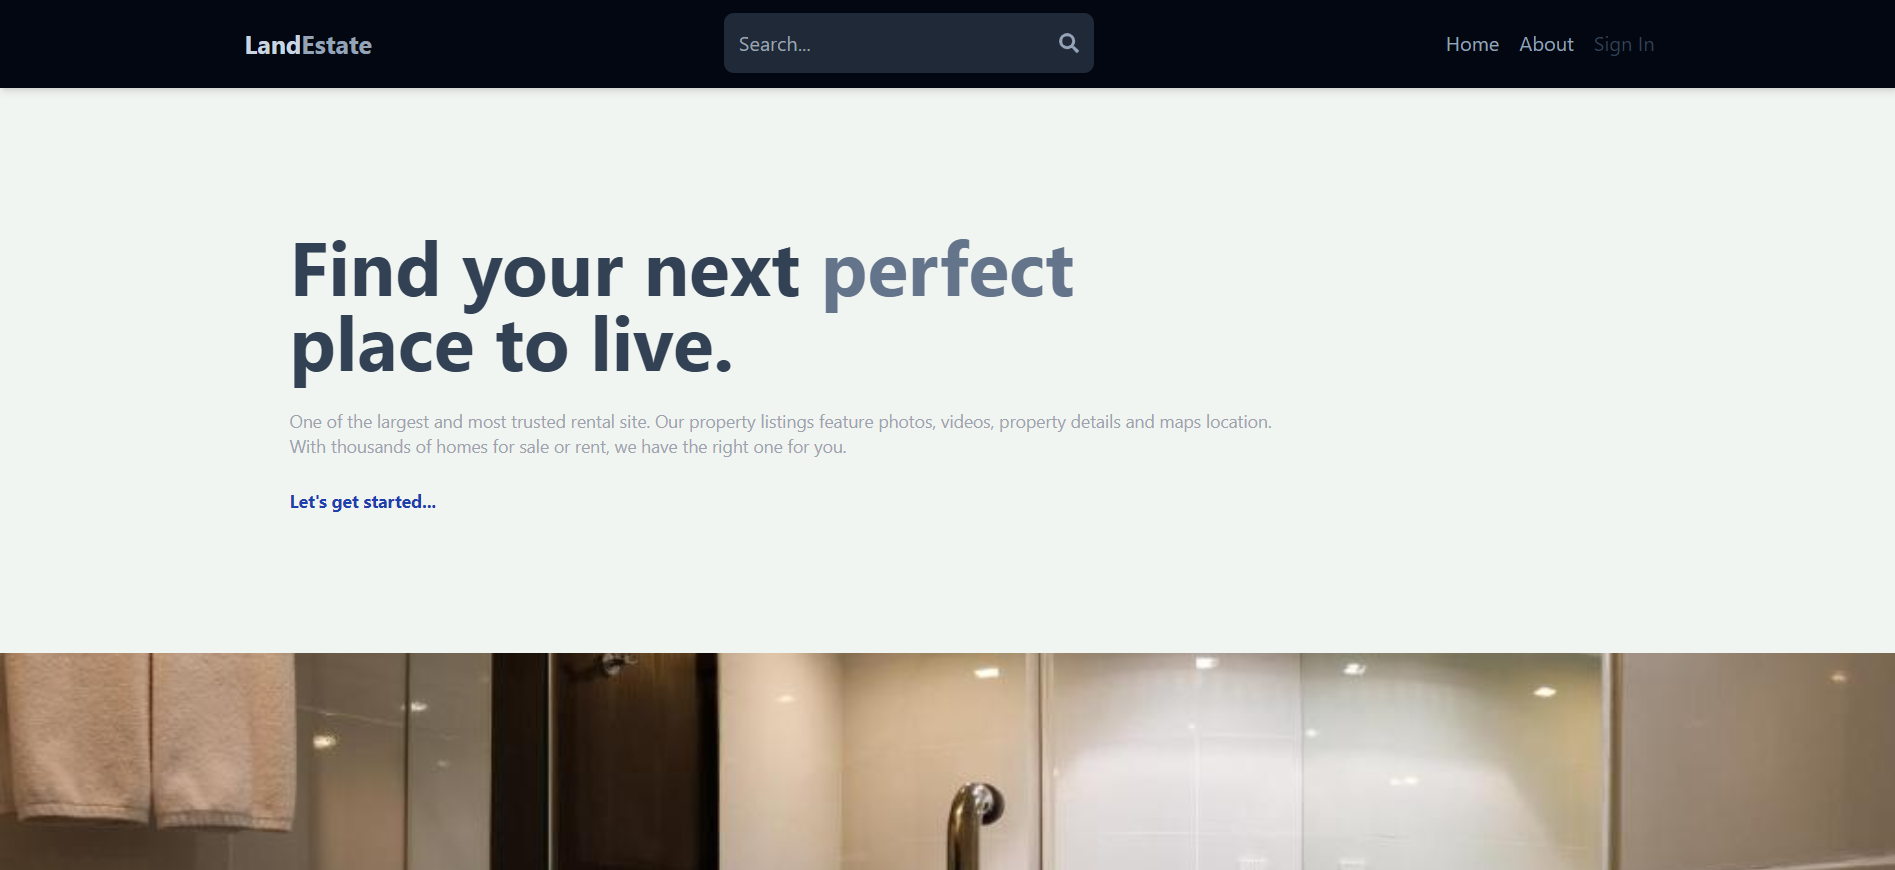 LandEstate
Search...
Home About Sign In
Find your next perfect
place to live.
One of the largest and most trusted rental site. Our property listings feature photos, videos, property details and maps location.
With thousands of homes for sale or rent, we have the right one for you.
Let's get started...